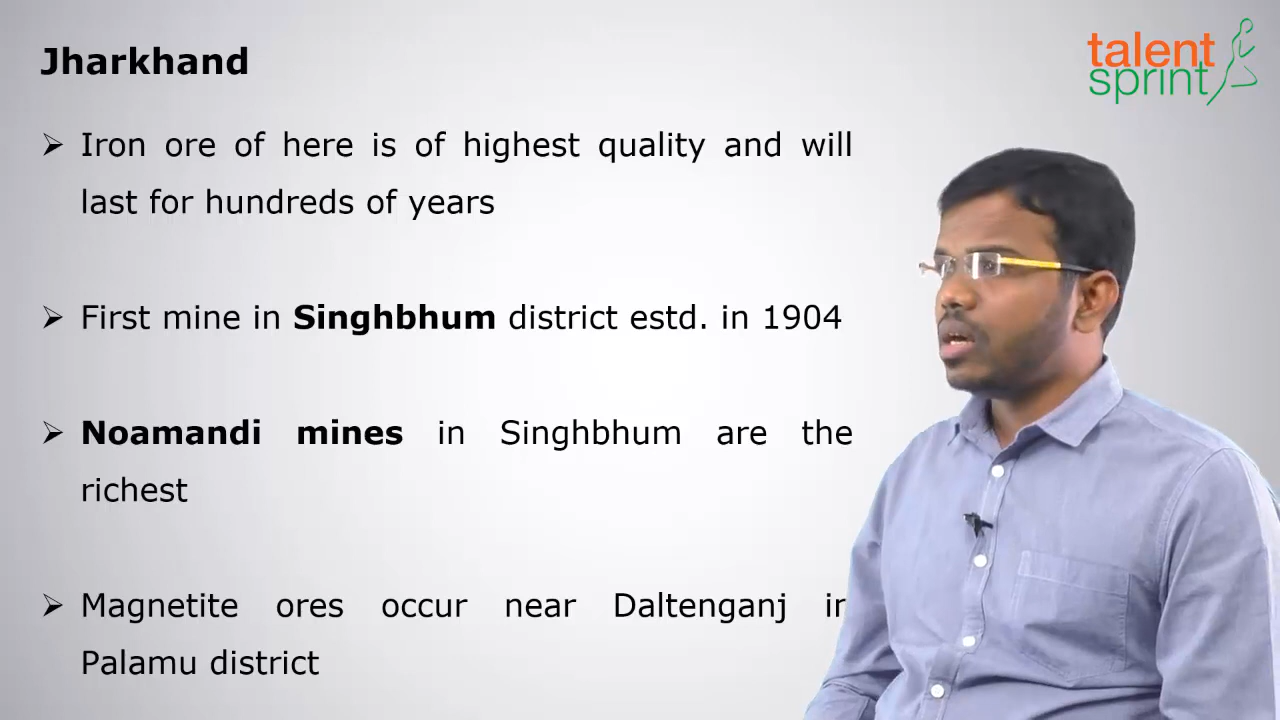 Jharkhand
talent
sprint
➢ Iron ore of here is of highest quality and will
last for hundreds of years
➢ First mine in Singhbhum district estd. in 1904
➢ Noamandi mines in Singhbhum are the
richest
➢ Magnetite ores occur near Daltenganj in
Palamu district